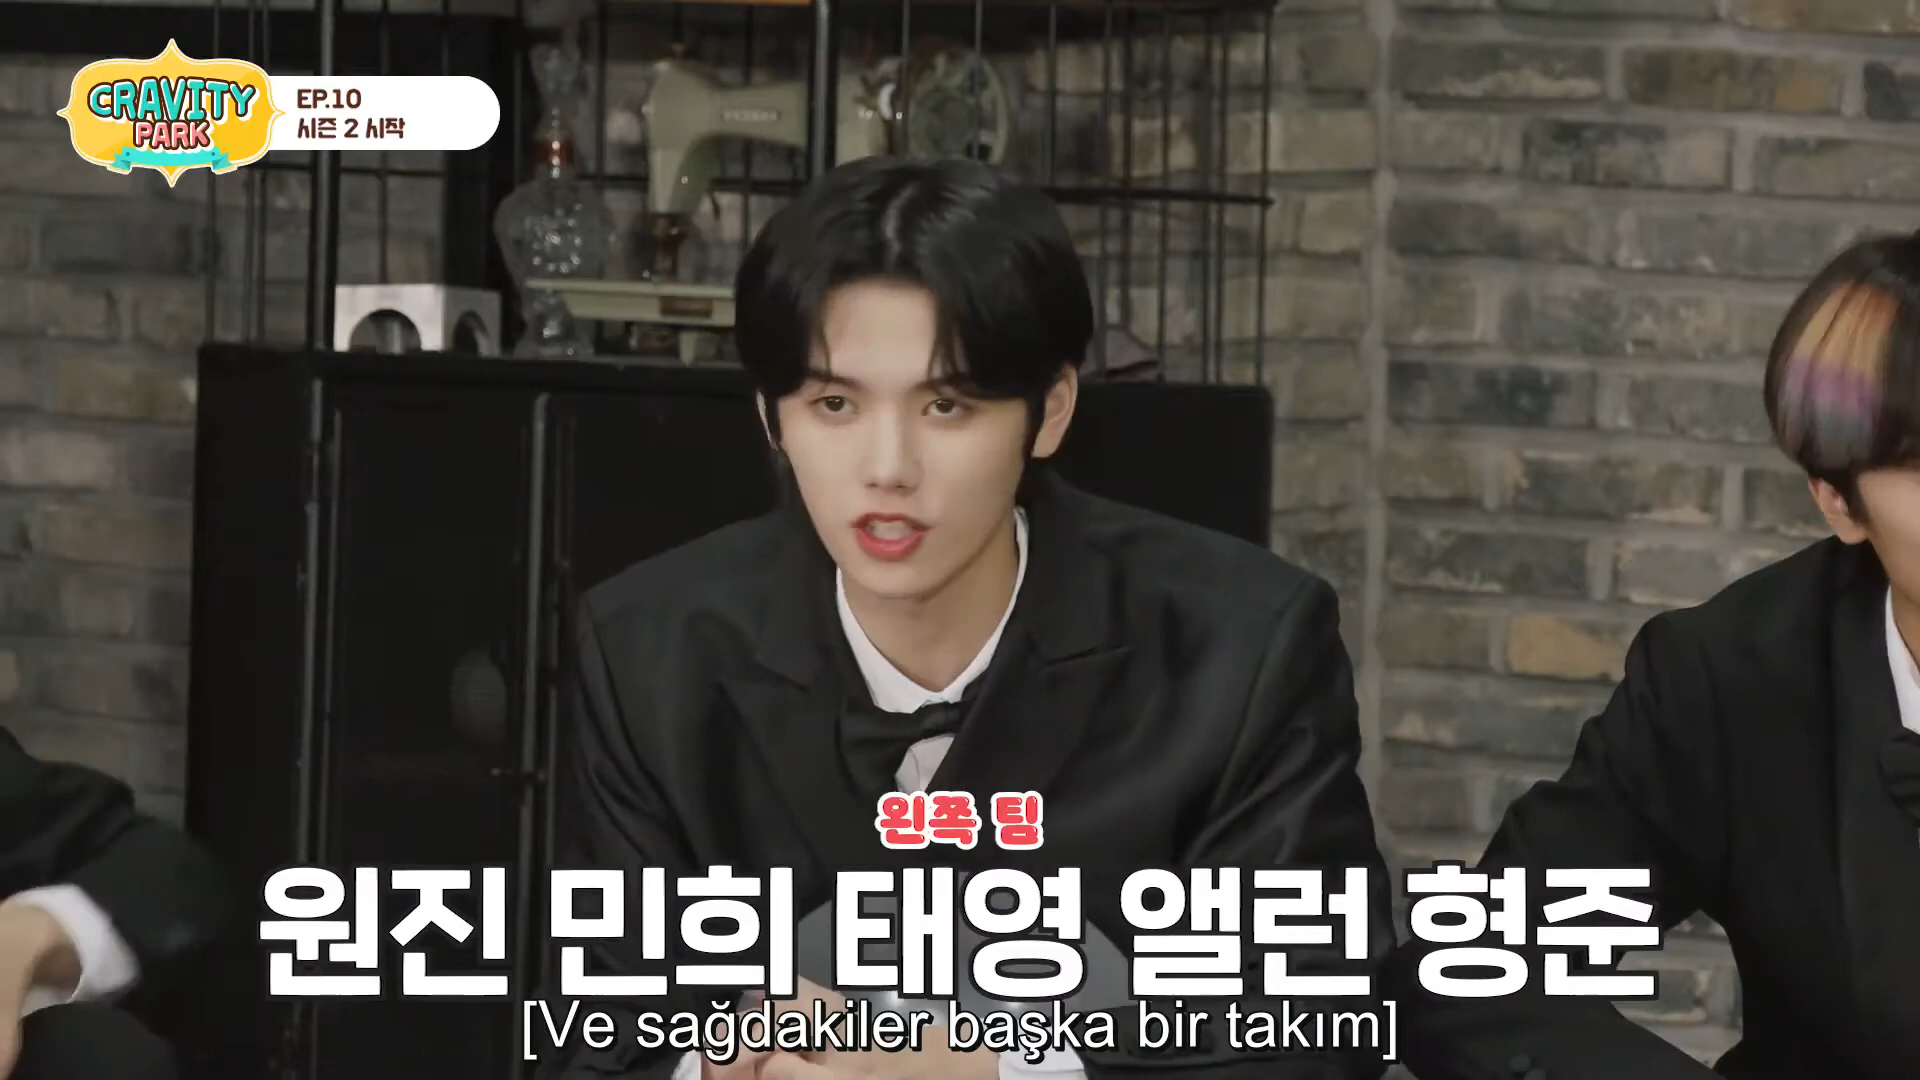 CRAVITY
PARK
EP.10
시즌 2 시작
왼쪽 팀
원진 민희 태영 앨런 형준
[Ve sağdakiler başka bir takım]